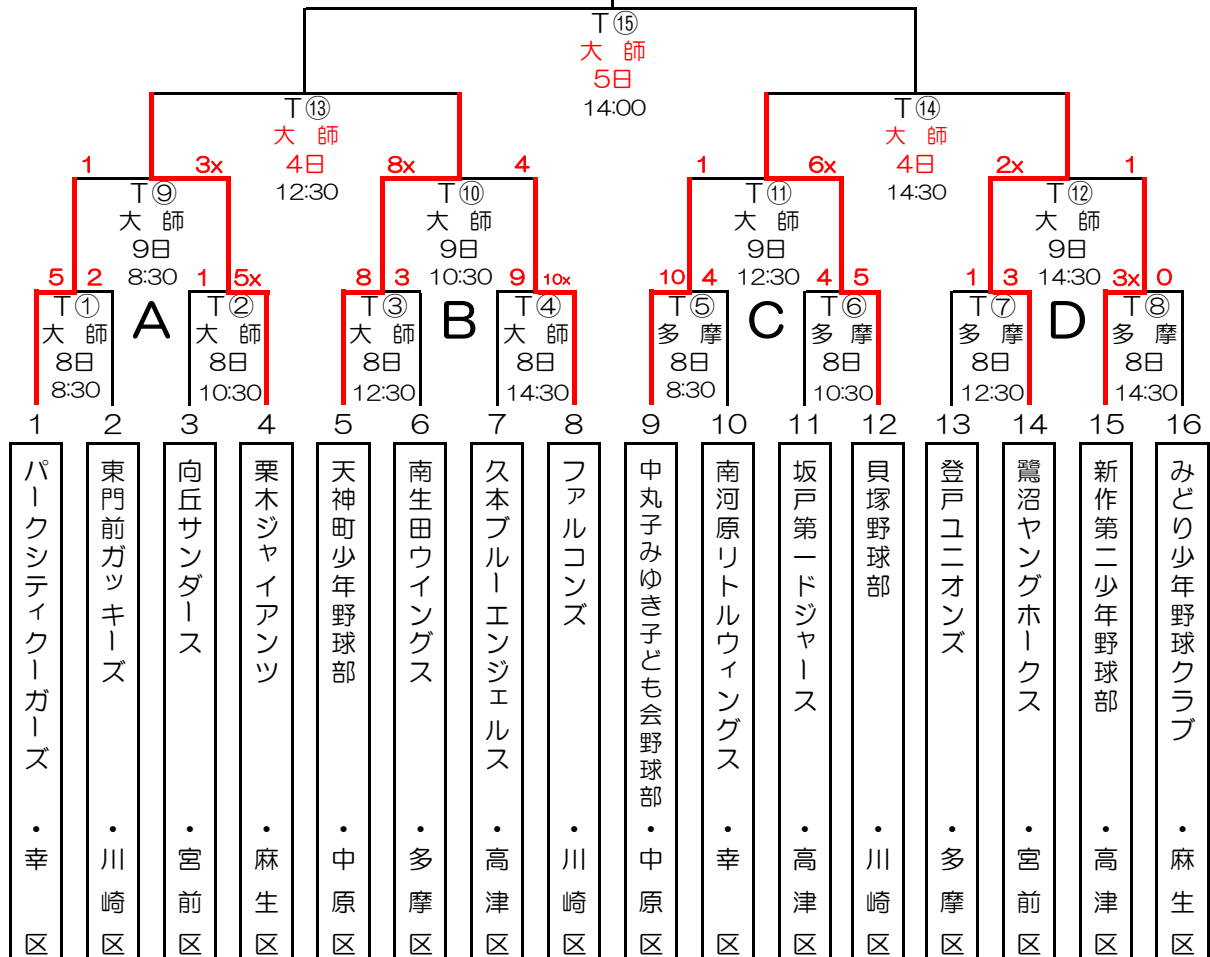 T⑮
大 師
5日
14:00
T⑬
大 師
4日
12:30
T⑭
大 師
4日
14:30
1 3x 8x 4 1 6x 2x 1
T⑨
大 師
9日
8:30
T⑩
大 師
9日
10:30
T⑪
大 師
9日
12:30
T⑫
大 師
9日
14:30
5 2 1 5x 8 3 9 10x 10 4 4 5 1 3 3x 0
A B C D
T①
大 師
8日
8:30
T②
大 師
8日
10:30
T③
大 師
8日
12:30
T④
大 師
8日
14:30
T⑤
多 摩
8日
8:30
T⑥
多 摩
8日
10:30
T⑦
多 摩
8日
12:30
T⑧
多 摩
8日
14:30
1 2 3 4 5 6 7 8 9 10 11 12 13 14 15 16
パークシティクーガーズ ・幸 区
東門前ガッキーズ ・川崎区
向丘サンダース ・宮前区
栗木ジャイアンツ ・麻生区
天神町少年野球部 ・中原区
南生田ウイングス ・多摩区
久本ブルーエンジェルス ・高津区
ファルコンズ ・川崎区
中丸子みゆき子ども会野球部・中原区
南河原リトルウィングス ・幸 区
坂戸第一ドジャース ・高津区
貝塚野球部 ・川崎区
登戸ユニオンズ ・多摩区
鷺沼ヤングホークス ・宮前区
新作第二少年野球部 ・高津区
みどり少年野球クラブ ・麻生区